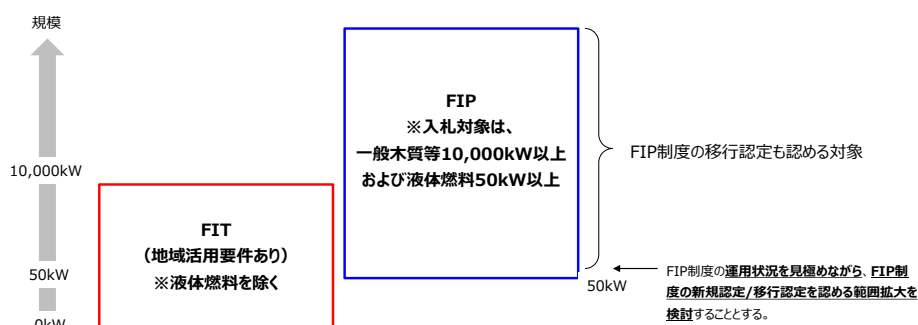 規模
10,000kW
50kW
0kW
FIT
（地域活用要件あり）
※液体燃料を除く
FIP
※入札対象は、
一般木質等10,000kW以上
および液体燃料50kW以上
FIP制度の移行認定も認める対象
50kW
FIP制度の運用状況を見極めながら、FIP制
度の新規認定/移行認定を認める範囲拡大を
検討することとする。